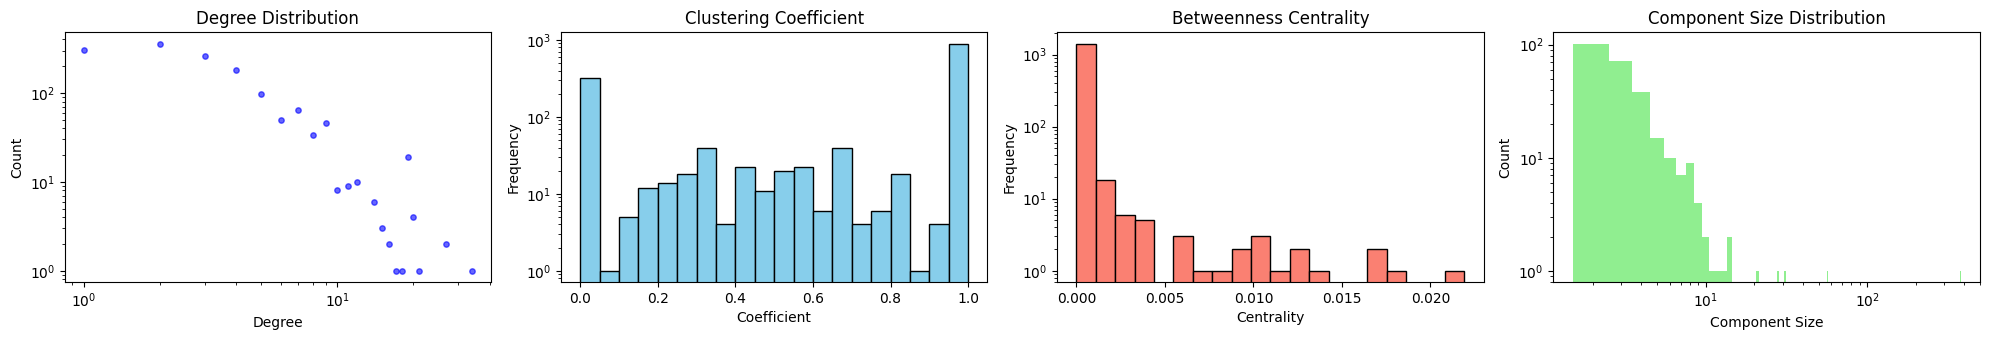 Degree Distribution
Count
10⁰
10¹
10²
10⁰
10¹
Degree
Clustering Coefficient
Frequency
10⁰
10¹
10²
10³
0.0
0.2
0.4
0.6
0.8
1.0
Coefficient
Betweenness Centrality
Frequency
10⁰
10¹
10²
10³
0.000
0.005
0.010
0.015
0.020
Centrality
Component Size Distribution
Count
10⁰
10¹
10²
10¹
10²
Component Size